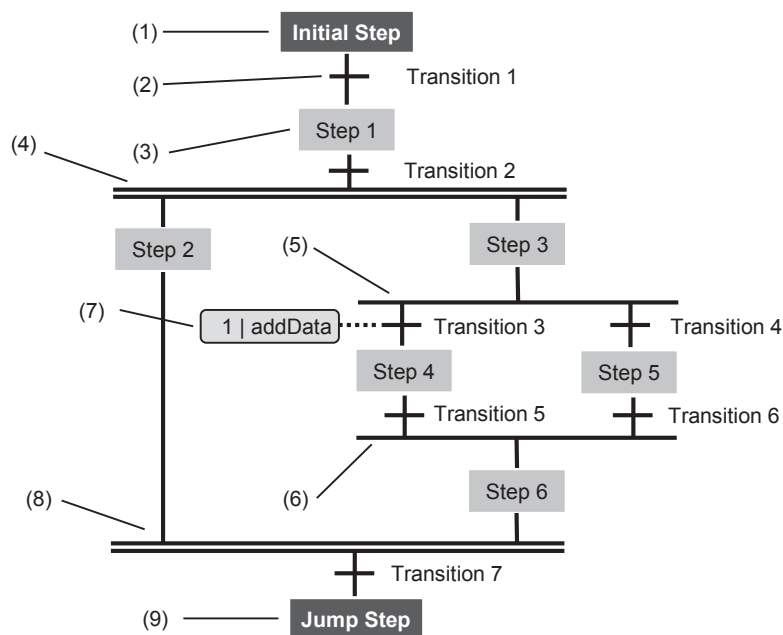 (1)
Initial Step
(2)
Transition 1
(3)
Step 1
(4)
Transition 2
Step 2
Step 3
(5)
(7)
1 | addData
Transition 3
Transition 4
Step 4
Step 5
Transition 5
Transition 6
(6)
Step 6
(8)
Transition 7
(9)
Jump Step